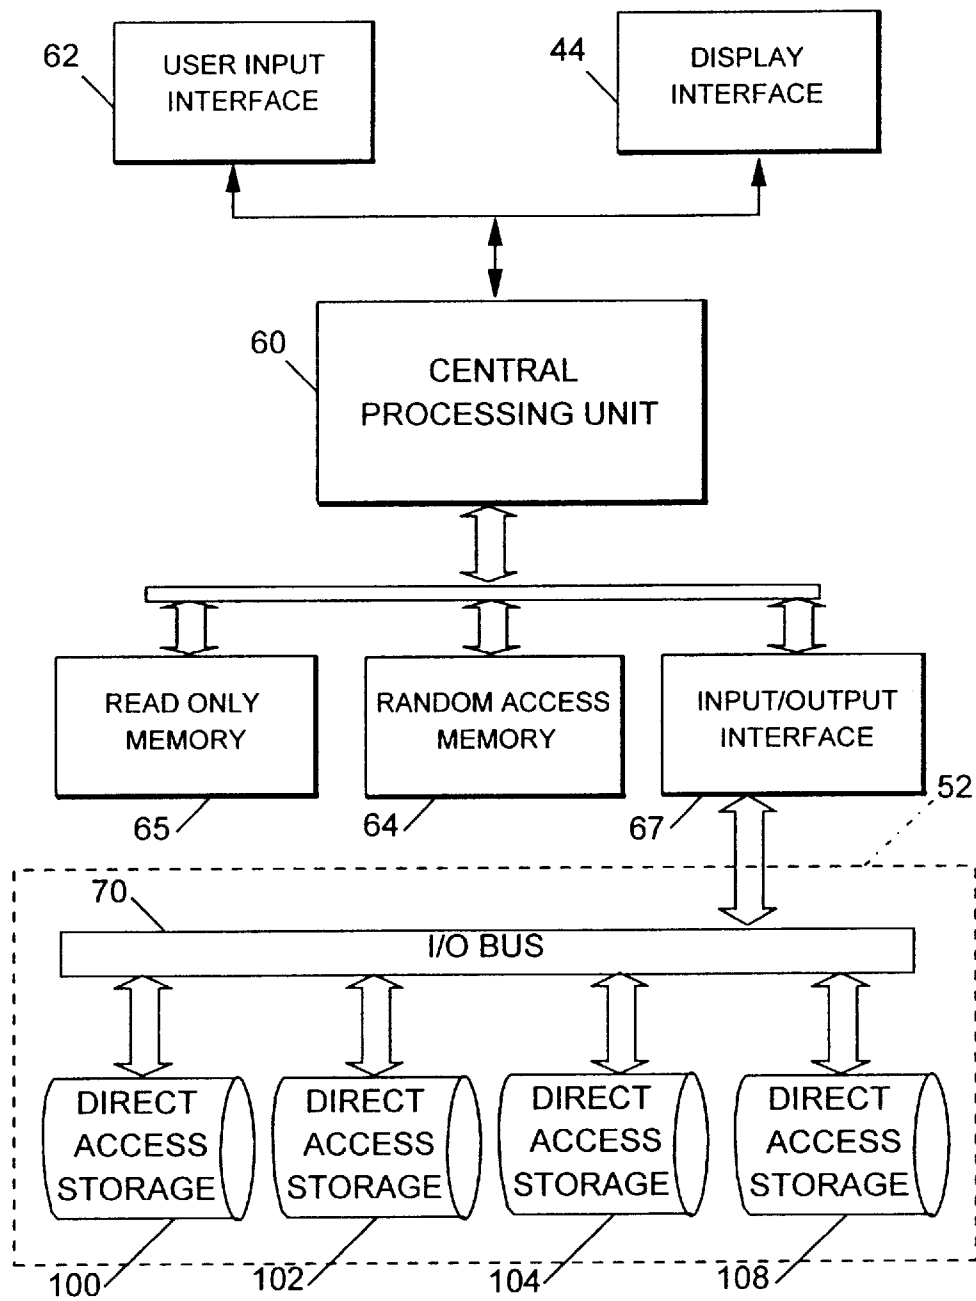 62
USER INPUT
INTERFACE
44
DISPLAY
INTERFACE
60
CENTRAL
PROCESSING UNIT
READ ONLY
MEMORY
RANDOM ACCESS
MEMORY
INPUT/OUTPUT
INTERFACE
65
64
67
52
70
I/O BUS
DIRECT
ACCESS
STORAGE
DIRECT
ACCESS
STORAGE
DIRECT
ACCESS
STORAGE
DIRECT
ACCESS
STORAGE
100
102
104
108